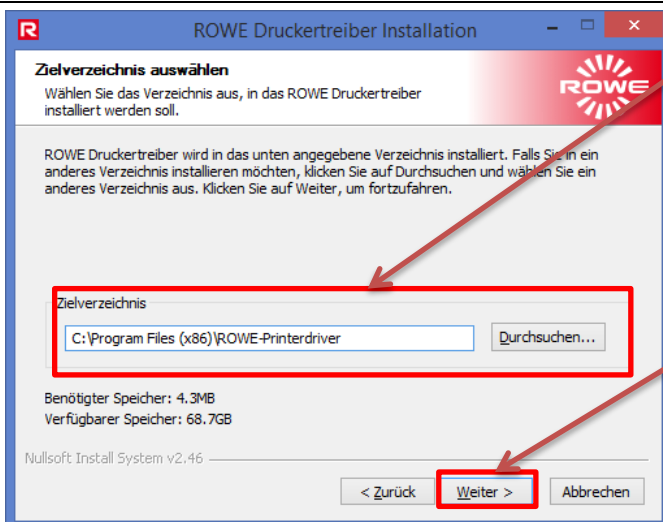 ROWE Druckertreiber Installation
Zielverzeichnis auswählen
Wählen Sie das Verzeichnis aus, in das ROWE Druckertreiber
installiert werden soll.
ROWE
ROWE Druckertreiber wird in das unten angegebene Verzeichnis installiert. Falls Sie in ein
anderes Verzeichnis installieren möchten, klicken Sie auf Durchsuchen und wählen Sie ein
anderes Verzeichnis aus. Klicken Sie auf Weiter, um fortzufahren.
Zielverzeichnis
C:\Program Files (x86)\ROWE-Printerdriver
Durchsuchen...
Benötigter Speicher: 4.3MB
Verfügbarer Speicher: 68.7GB
Nullsoft Install System v2.46
< Zurück
Weiter >
Abbrechen